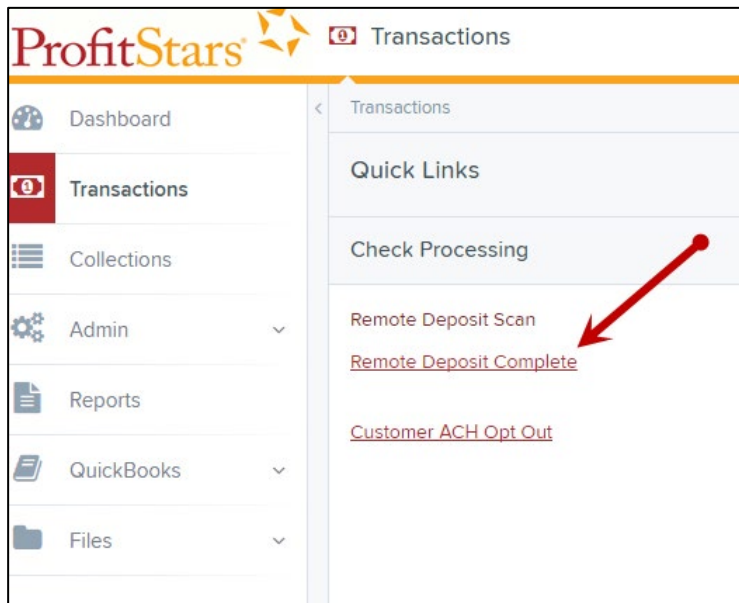 ProfitStars
Transactions
Dashboard
Transactions
Collections
Admin
Reports
QuickBooks
Files
Transactions
Quick Links
Check Processing
Remote Deposit Scan
Remote Deposit Complete
Customer ACH Opt Out